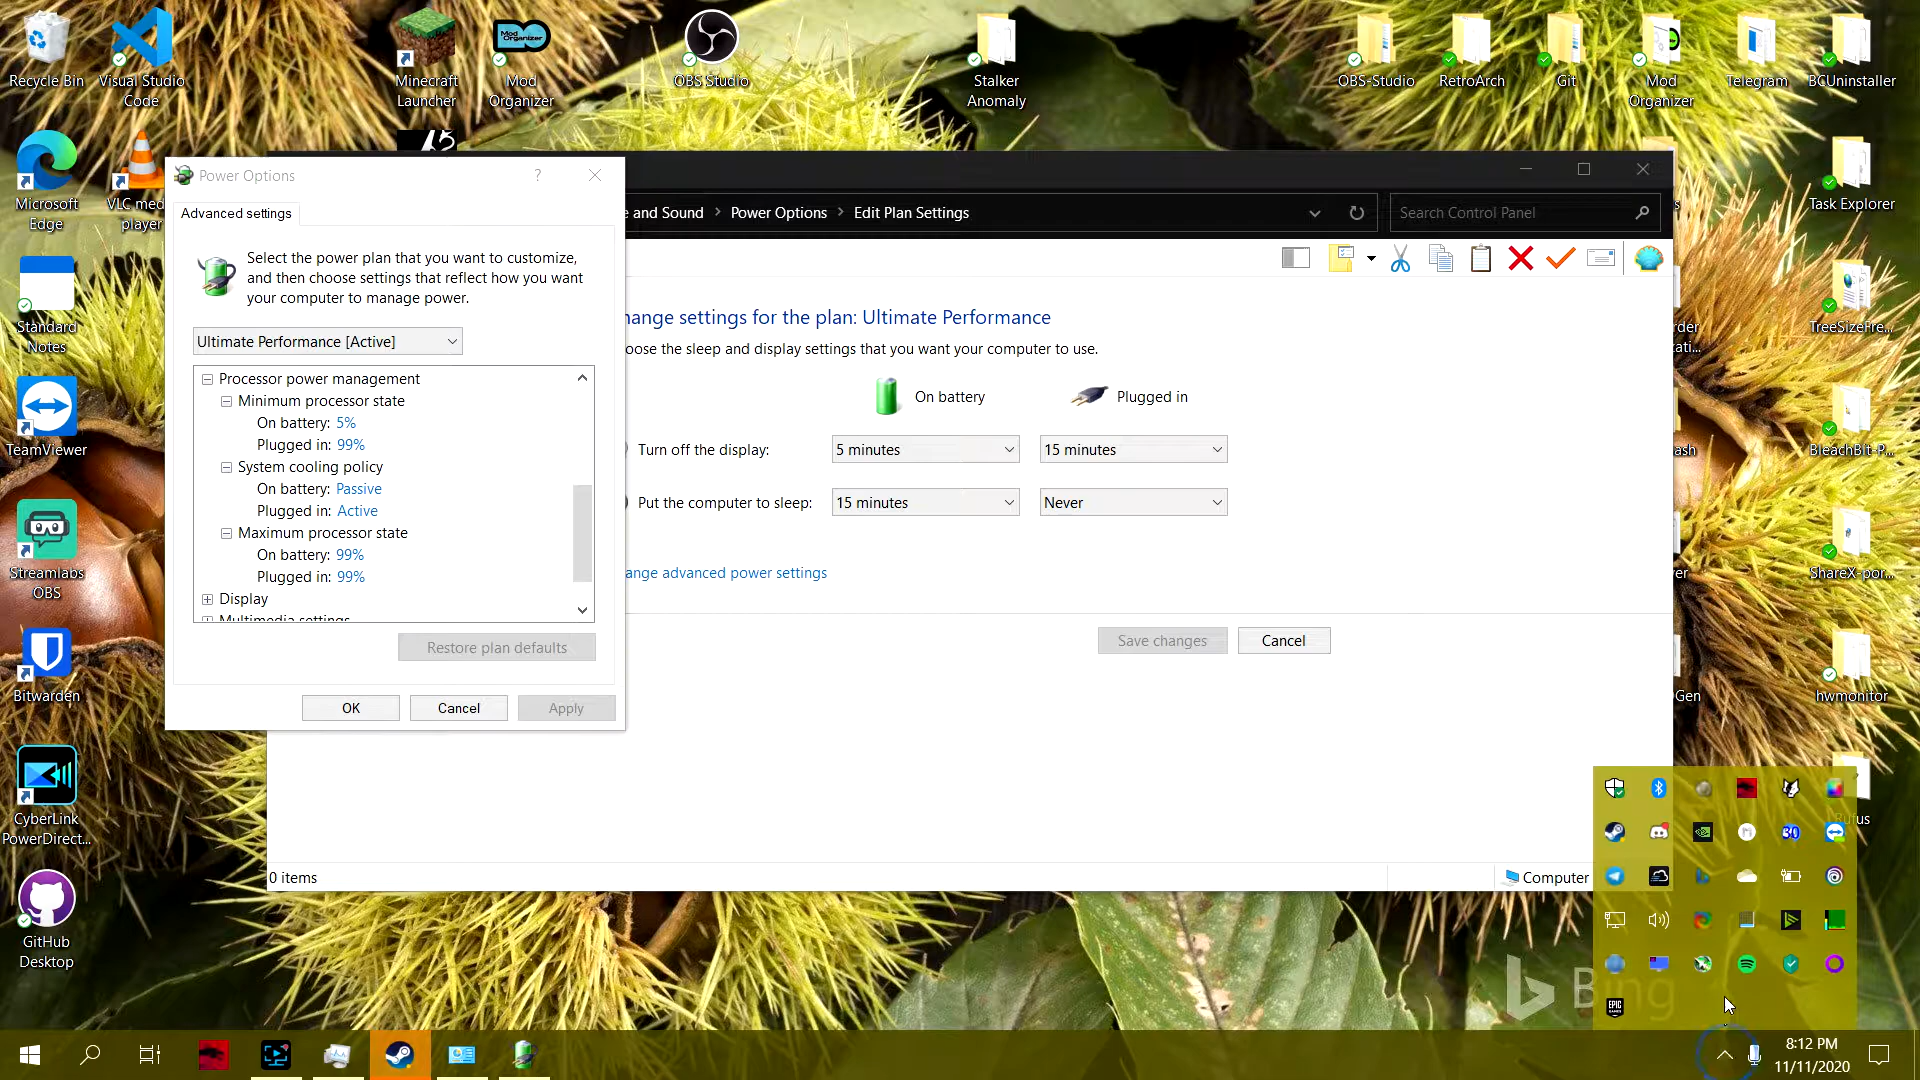 Recycle Bin
Visual Studio
Code
Minecraft
Launcher
Mod
Organizer
OBS Studio
Stalker
Anomaly
OBS-Studio
RetroArch
Git
Mod
Organizer
Telegram
BCUninstaller
Microsoft
Edge
VLC med
player
Standard
Notes
TeamViewer
Streamlabs
OBS
Bitwarden
CyberLink
PowerDirect...
GitHub
Desktop
Task Explorer
TreeSizeFre...
BleachBit-P...
ShareX-por...
hwmonitor
Power Options
?
Advanced settings
Select the power plan that you want to customize,
and then choose settings that reflect how you want
your computer to manage power.
Ultimate Performance [Active]
Processor power management
Minimum processor state
On battery: 5%
Plugged in: 99%
System cooling policy
On battery: Passive
Plugged in: Active
Maximum processor state
On battery: 99%
Plugged in: 99%
Display
Multimedia settings
Restore plan defaults
OK
Cancel
Apply
e and Sound
Power Options
Edit Plan Settings
Search Control Panel
hange settings for the plan: Ultimate Performance
oose the sleep and display settings that you want your computer to use.
On battery
Plugged in
Turn off the display:
5 minutes
15 minutes
Put the computer to sleep:
15 minutes
Never
ange advanced power settings
Save changes
Cancel
0 items
Computer
30
EPIC
GAMES
8:12 PM
11/11/2020